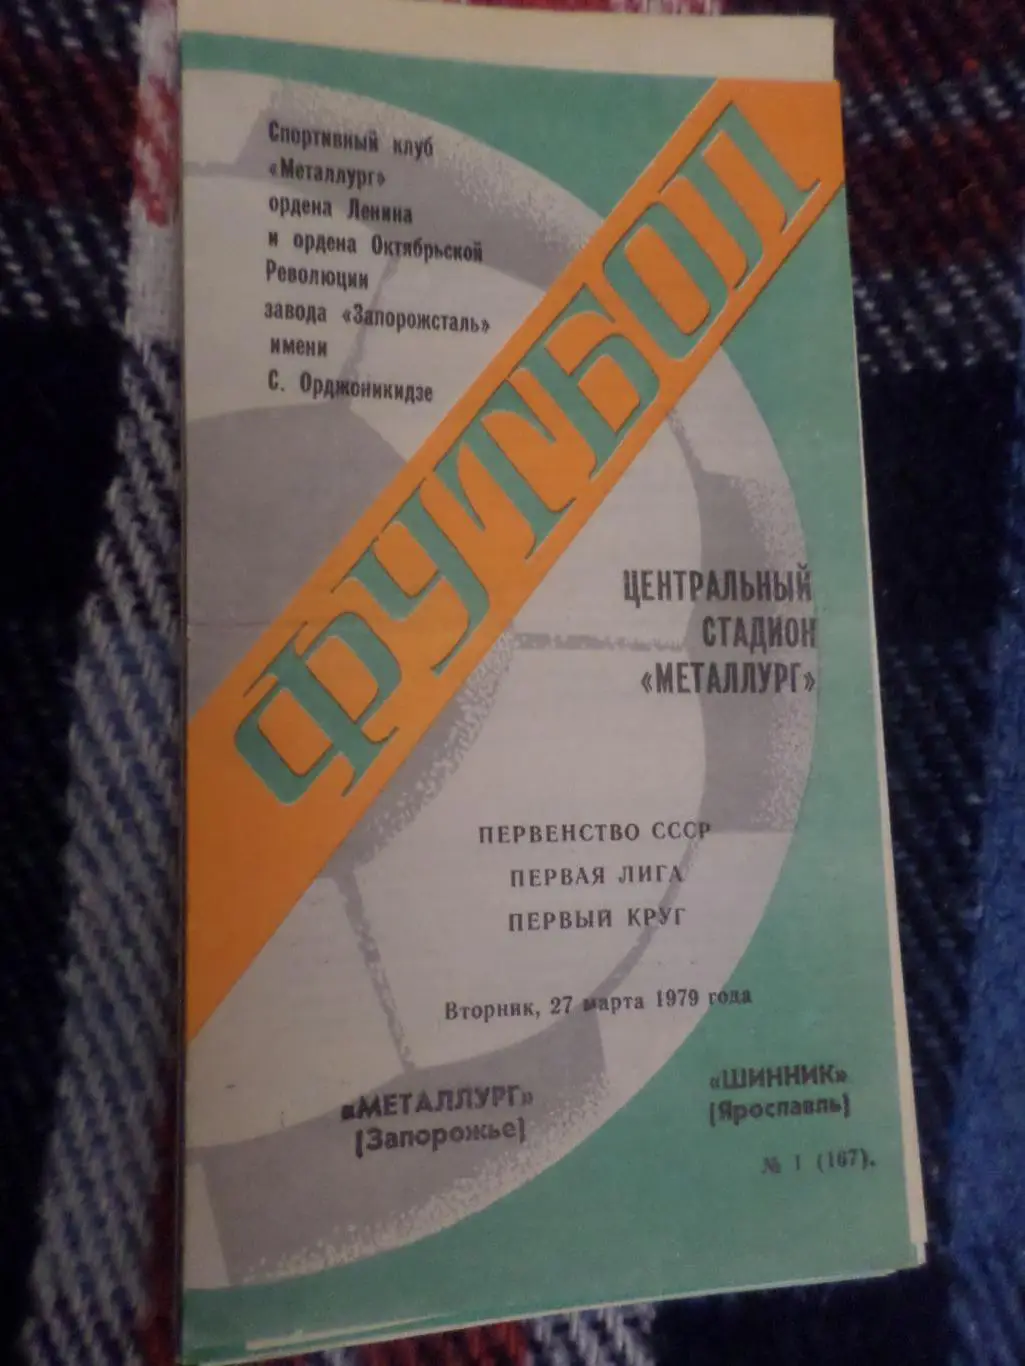 Спортивный клуб
«Металлург»
ордена Ленина
и ордена Октябрьской
Революции
завода «Запорожсталь»
имени
С. Орджоникидзе
ФУТБОЛ
ЦЕНТРАЛЬНЫЙ
СТАДИОН
«МЕТАЛЛУРГ»
ПЕРВЕНСТВО СССР
ПЕРВАЯ ЛИГА
ПЕРВЫЙ КРУГ
Вторник, 27 марта 1979 года
«МЕТАЛЛУРГ»
(Запорожье)
«ШИННИК»
(Ярославль)
№ 1 (167).